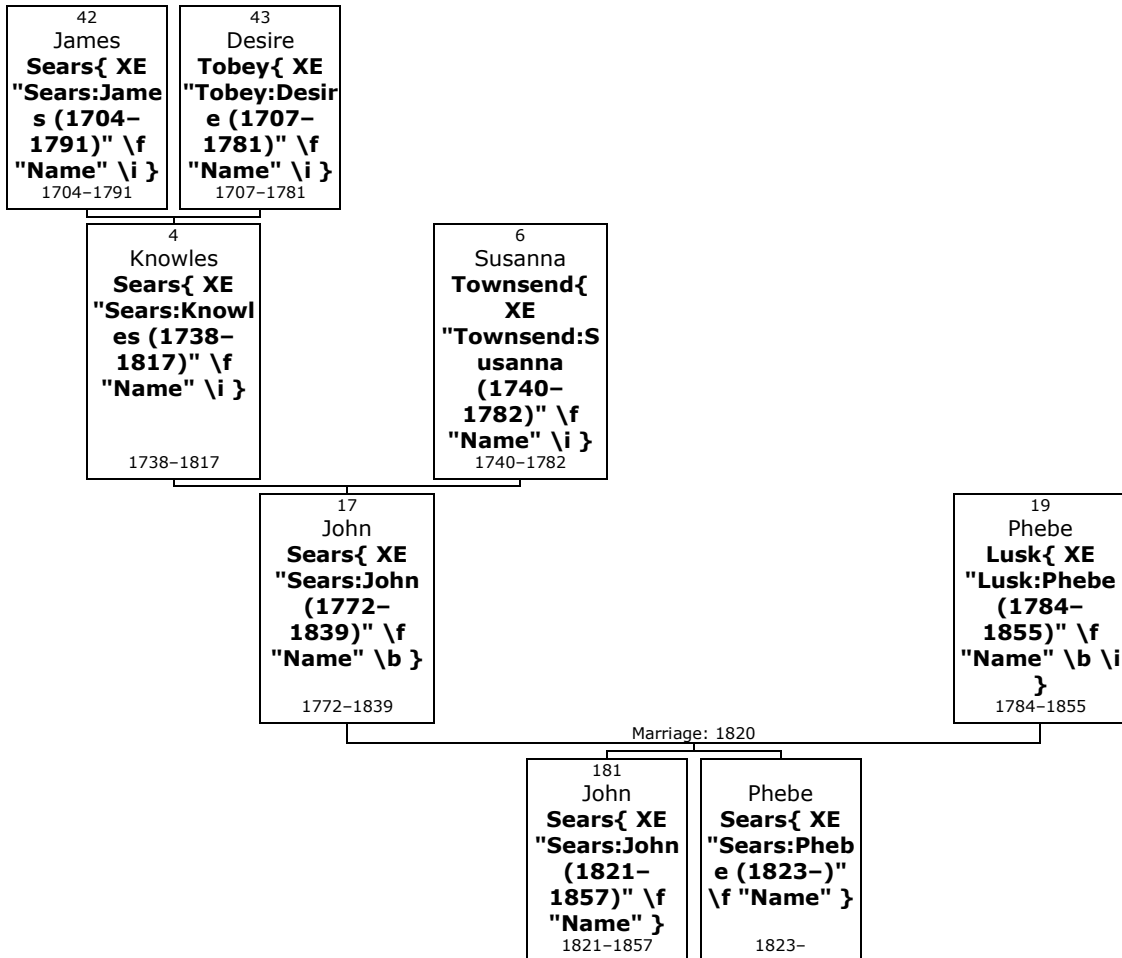 42
James
Sears{ XE
"Sears:Jame
s (1704–
1791)" \f
"Name" \i }
1704–1791
43
Desire
Tobey{ XE
"Tobey:Desir
e (1707–
1781)" \f
"Name" \i }
1707–1781
4
Knowles
Sears{ XE
"Sears:Knowl
es (1738–
1817)" \f
"Name" \i }
1738–1817
6
Susanna
Townsend{
XE
"Townsend:S
usanna
(1740–
1782)" \f
"Name" \i }
1740–1782
17
John
Sears{ XE
"Sears:John
(1772–
1839)" \f
"Name" \b }
1772–1839
19
Phebe
Lusk{ XE
"Lusk:Phebe
(1784–
1855)" \f
"Name" \b \i
}
1784–1855
Marriage: 1820
181
John
Sears{ XE
"Sears:John
(1821–
1857)" \f
"Name" }
1821–1857
Phebe
Sears{ XE
"Sears:Pheb
e (1823–)"
\f "Name" }
1823–